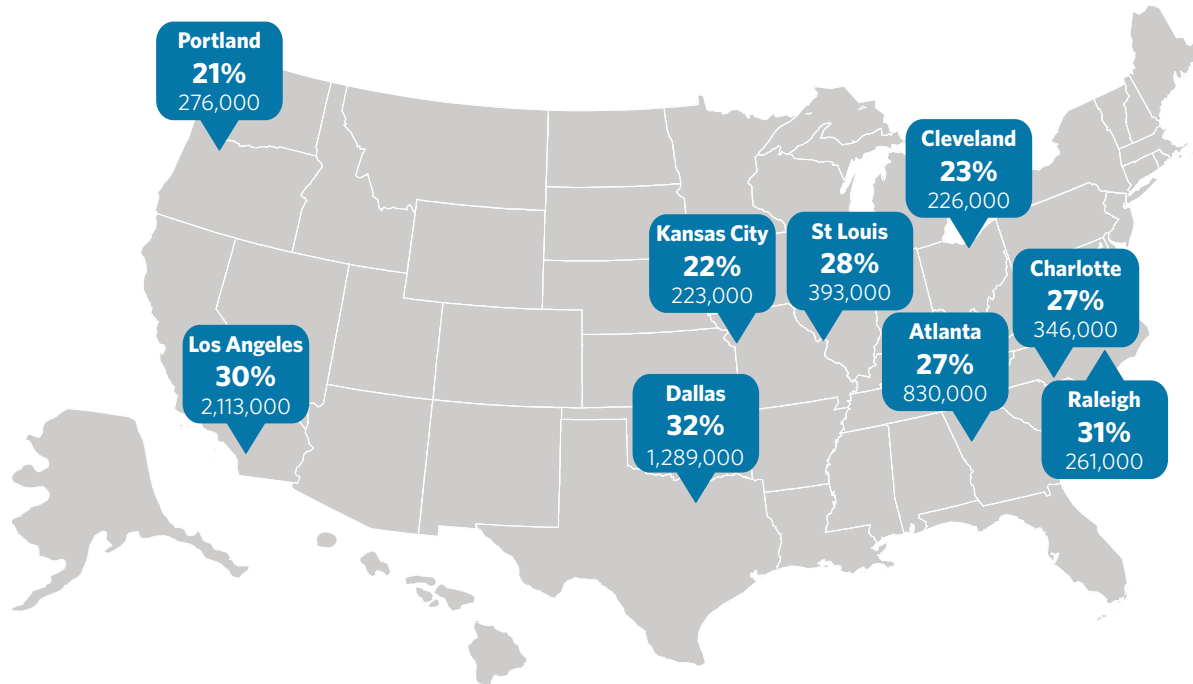 Portland
21%
276,000
Cleveland
23%
226,000
Kansas City
22%
223,000
St Louis
28%
393,000
Charlotte
27%
346,000
Los Angeles
30%
2,113,000
Atlanta
27%
830,000
Dallas
32%
1,289,000
Raleigh
31%
261,000